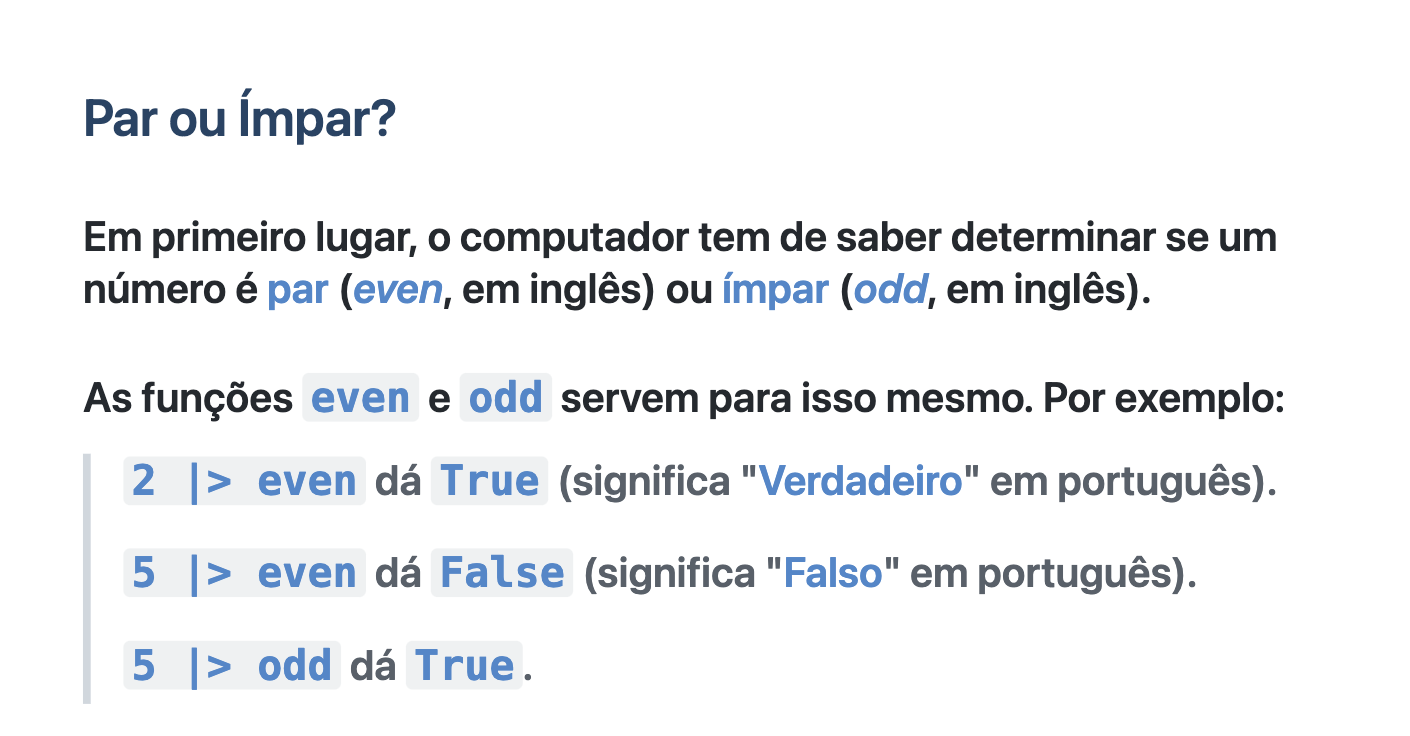 Par ou Ímpar?
Em primeiro lugar, o computador tem de saber determinar se um
número é par (even, em inglês) ou ímpar (odd, em inglês).
As funções even e odd servem para isso mesmo. Por exemplo:
2 |> even dá True (significa "Verdadeiro" em português).
5 |> even dá False (significa "Falso" em português).
5 |> odd dá True.